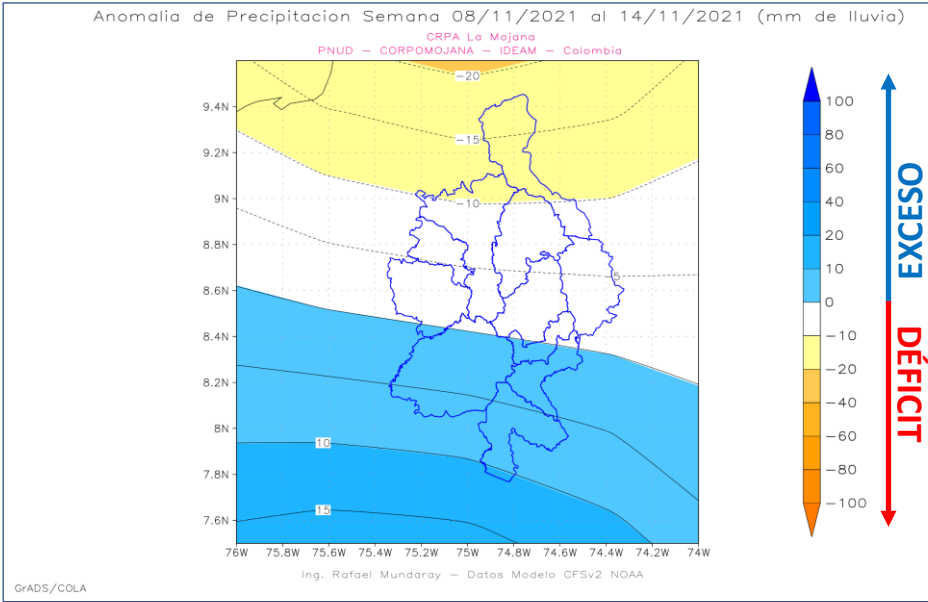 Anomalia de Precipitacion Semana 08/11/2021 al 14/11/2021 (mm de lluvia)
CRPA La Mojana
PNUD — CORPOMOJANA — IDEAM — Colombia
−20
−15
−10
−5
10
15
9.4N
9.2N
9N
8.8N
8.6N
8.4N
8.2N
8N
7.8N
7.6N
76W 75.8W 75.6W 75.4W 75.2W 75W 74.8W 74.6W 74.4W 74.2W 74W
100
80
60
40
20
10
0
−10
−20
−40
−60
−80
−100
EXCESO
DÉFICIT
Ing. Rafael Mundaray — Datos Modelo CFSv2 NOAA
GrADS/COLA